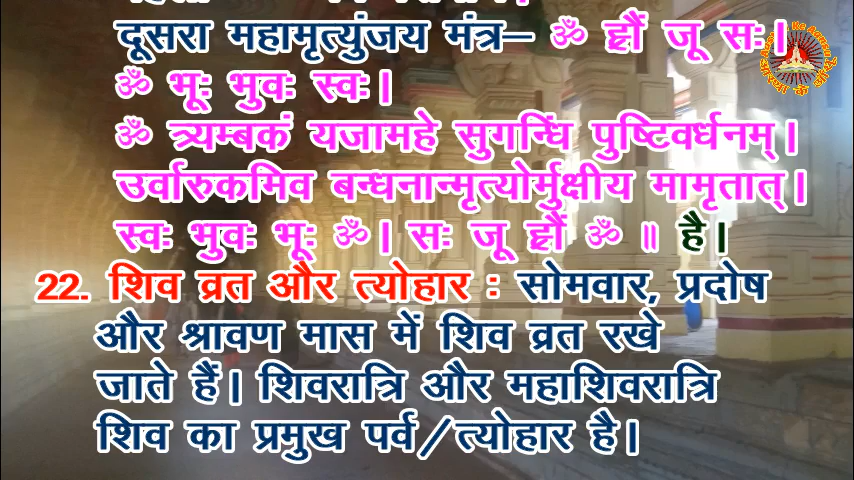 दूसरा महामृत्युंजय मंत्र– ॐ ह्रौं जू सः।
ॐ भूः भुवः स्वः।
ॐ त्र्यम्बकं यजामहे सुगन्धिं पुष्टिवर्धनम्।
उर्वारुकमिव बन्धनान्मृत्योर्मुक्षीय मामृतात्।
स्वः भुवः भूः ॐ। सः जू ह्रौं ॐ ॥ है।
22. शिव व्रत और त्योहार : सोमवार, प्रदोष
और श्रावण मास में शिव व्रत रखे
जाते हैं। शिवरात्रि और महाशिवरात्रि
शिव का प्रमुख पर्व/त्योहार है।